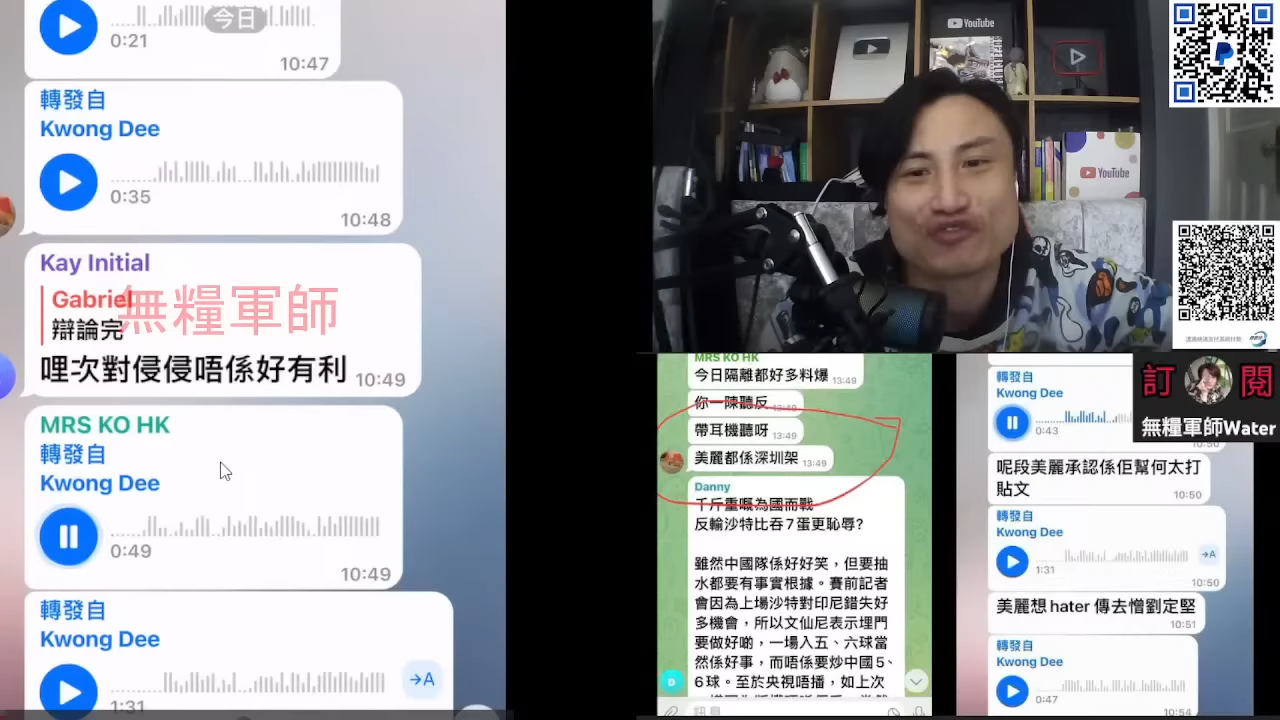 今日
0:21
10:47
轉發自
Kwong Dee
0:35
10:48
Kay Initial
Gabriel
辯論完
哩次對侵侵唔係好有利
10:49
無糧軍師
MRS KO HK
轉發自
Kwong Dee
0:49
10:49
轉發自
Kwong Dee
→A
1:31
YouTube
YouTube
MRS KO HK
今日隔離都好多料爆
13:49
你一陣聽反
13:49
帶耳機聽呀
13:49
美麗都係深圳架
13:49
Danny
千斤重嘅為國而戰
反輸沙特比吞7蛋更恥辱?
雖然中國隊係好好笑，但要抽
水都要有事實根據。賽前記者
會因為上場沙特對印尼錯失好
多機會，所以文仙尼表示埋門
要做好啲，一場入五、六球當
然係好事，而唔係要炒中國5、
6球。至於央視唔播，如上次
D
轉發自
Kwong Dee
0:43
10:50
訂閱
無糧軍師Water
呢段美麗承認係佢幫何太打
貼文
10:50
轉發自
Kwong Dee
→A
1:31
10:50
美麗想hater 傳去憎劉定堅
10:51
轉發自
Kwong Dee
0:47
10:54